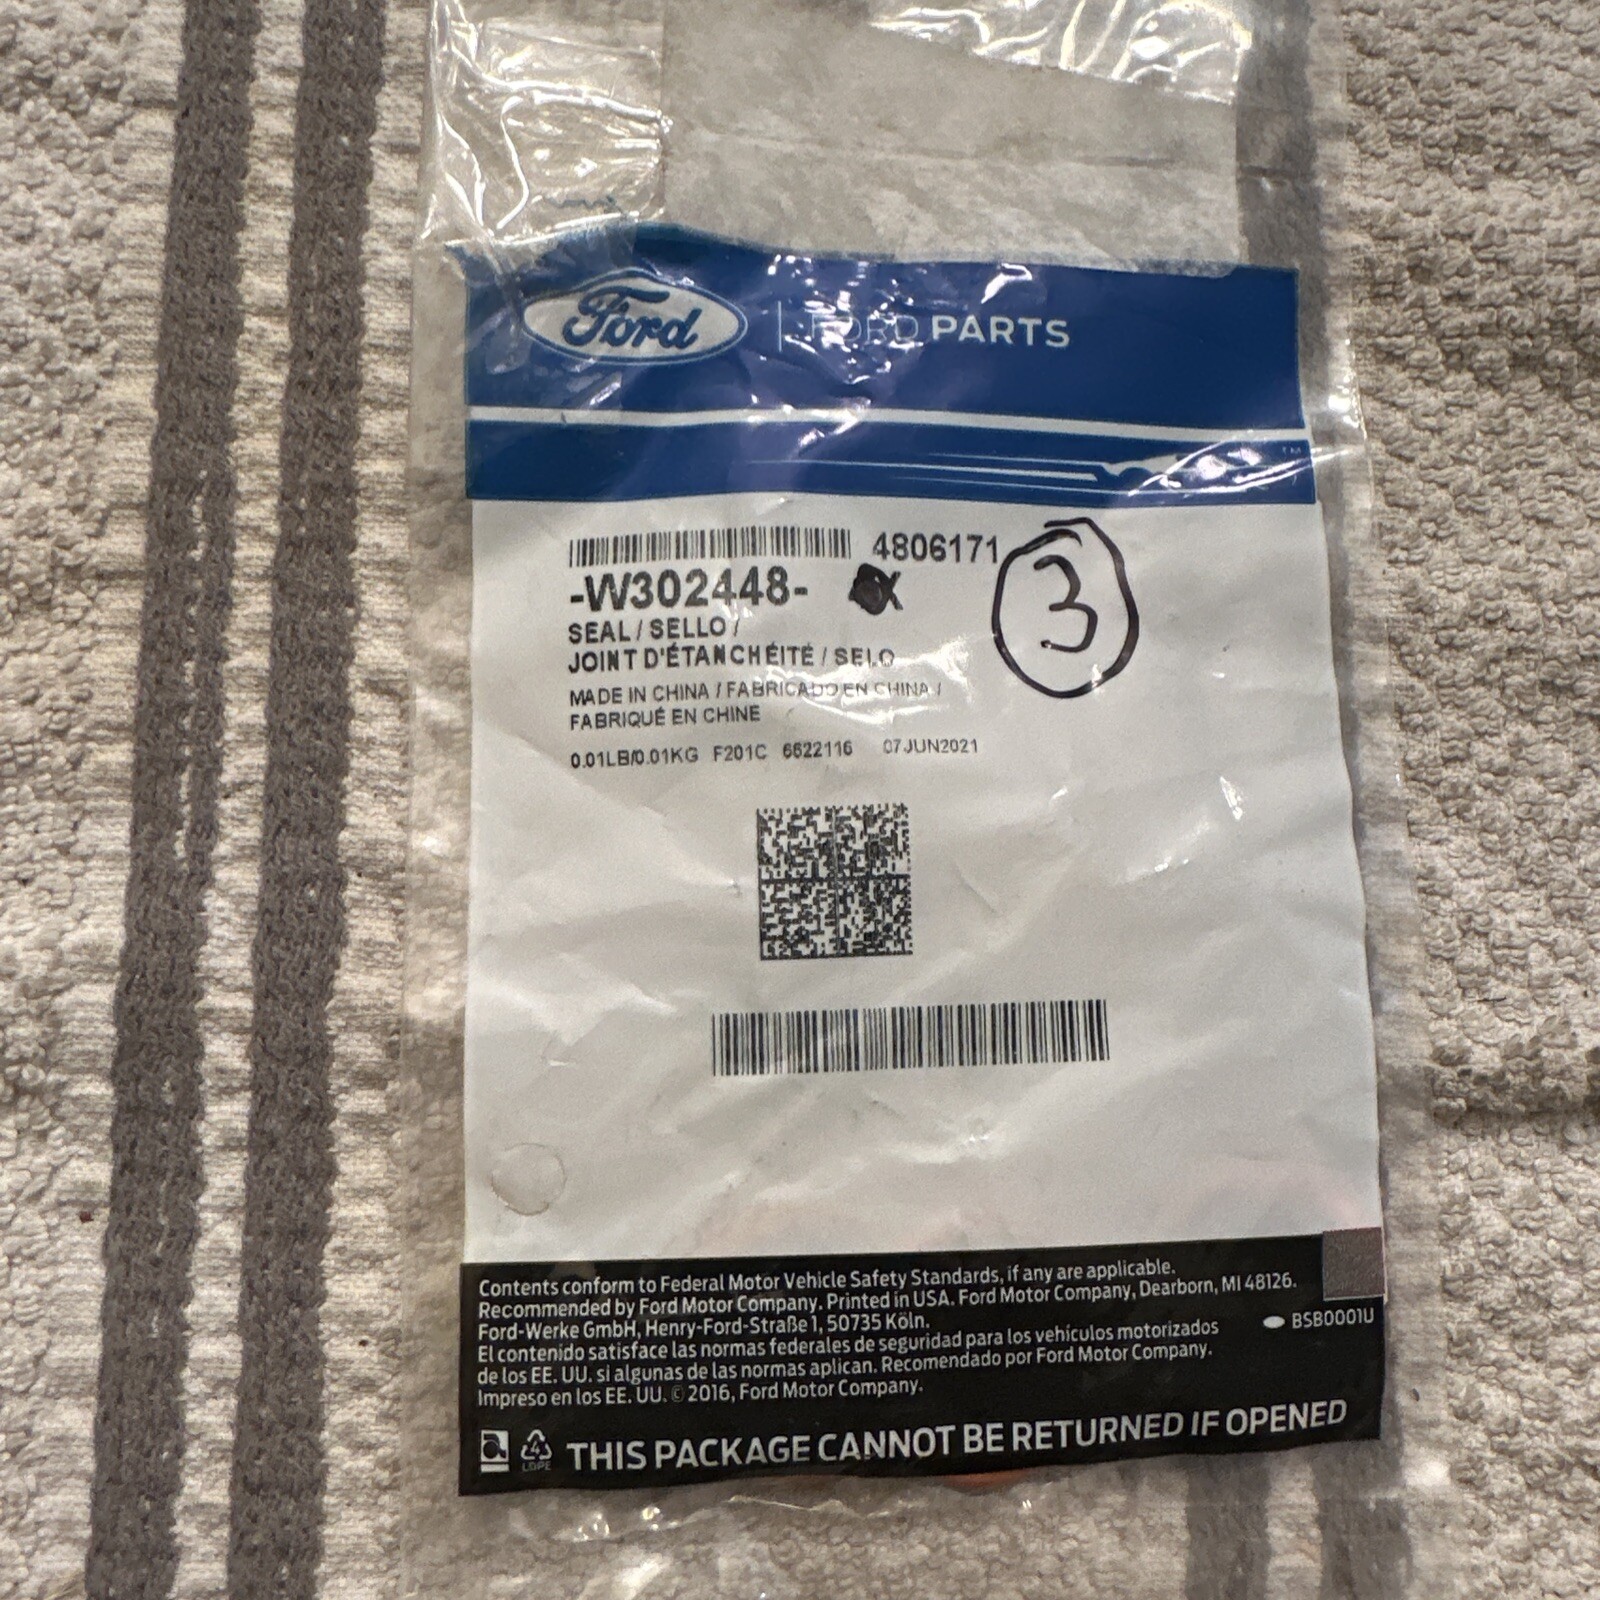 Ford | FORD PARTS
™
4806171
-W302448- X
3
SEAL / SELLO /
JOINT D'ÉTANCHÉITÉ / SELO
MADE IN CHINA / FABRICADO EN CHINA /
FABRIQUÉ EN CHINE
0.01LB/0.01KG F201C 6622116 07JUN2021
Contents conform to Federal Motor Vehicle Safety Standards, if any are applicable.
Recommended by Ford Motor Company. Printed in USA. Ford Motor Company, Dearborn, MI 48126.
Ford-Werke GmbH, Henry-Ford-Straße 1, 50735 Köln.
El contenido satisface las normas federales de seguridad para los vehículos motorizados
de los EE. UU. si algunas de las normas aplican. Recomendado por Ford Motor Company.
Impreso en los EE. UU. © 2016, Ford Motor Company.
BSB0001U
4
LDPE
THIS PACKAGE CANNOT BE RETURNED IF OPENED